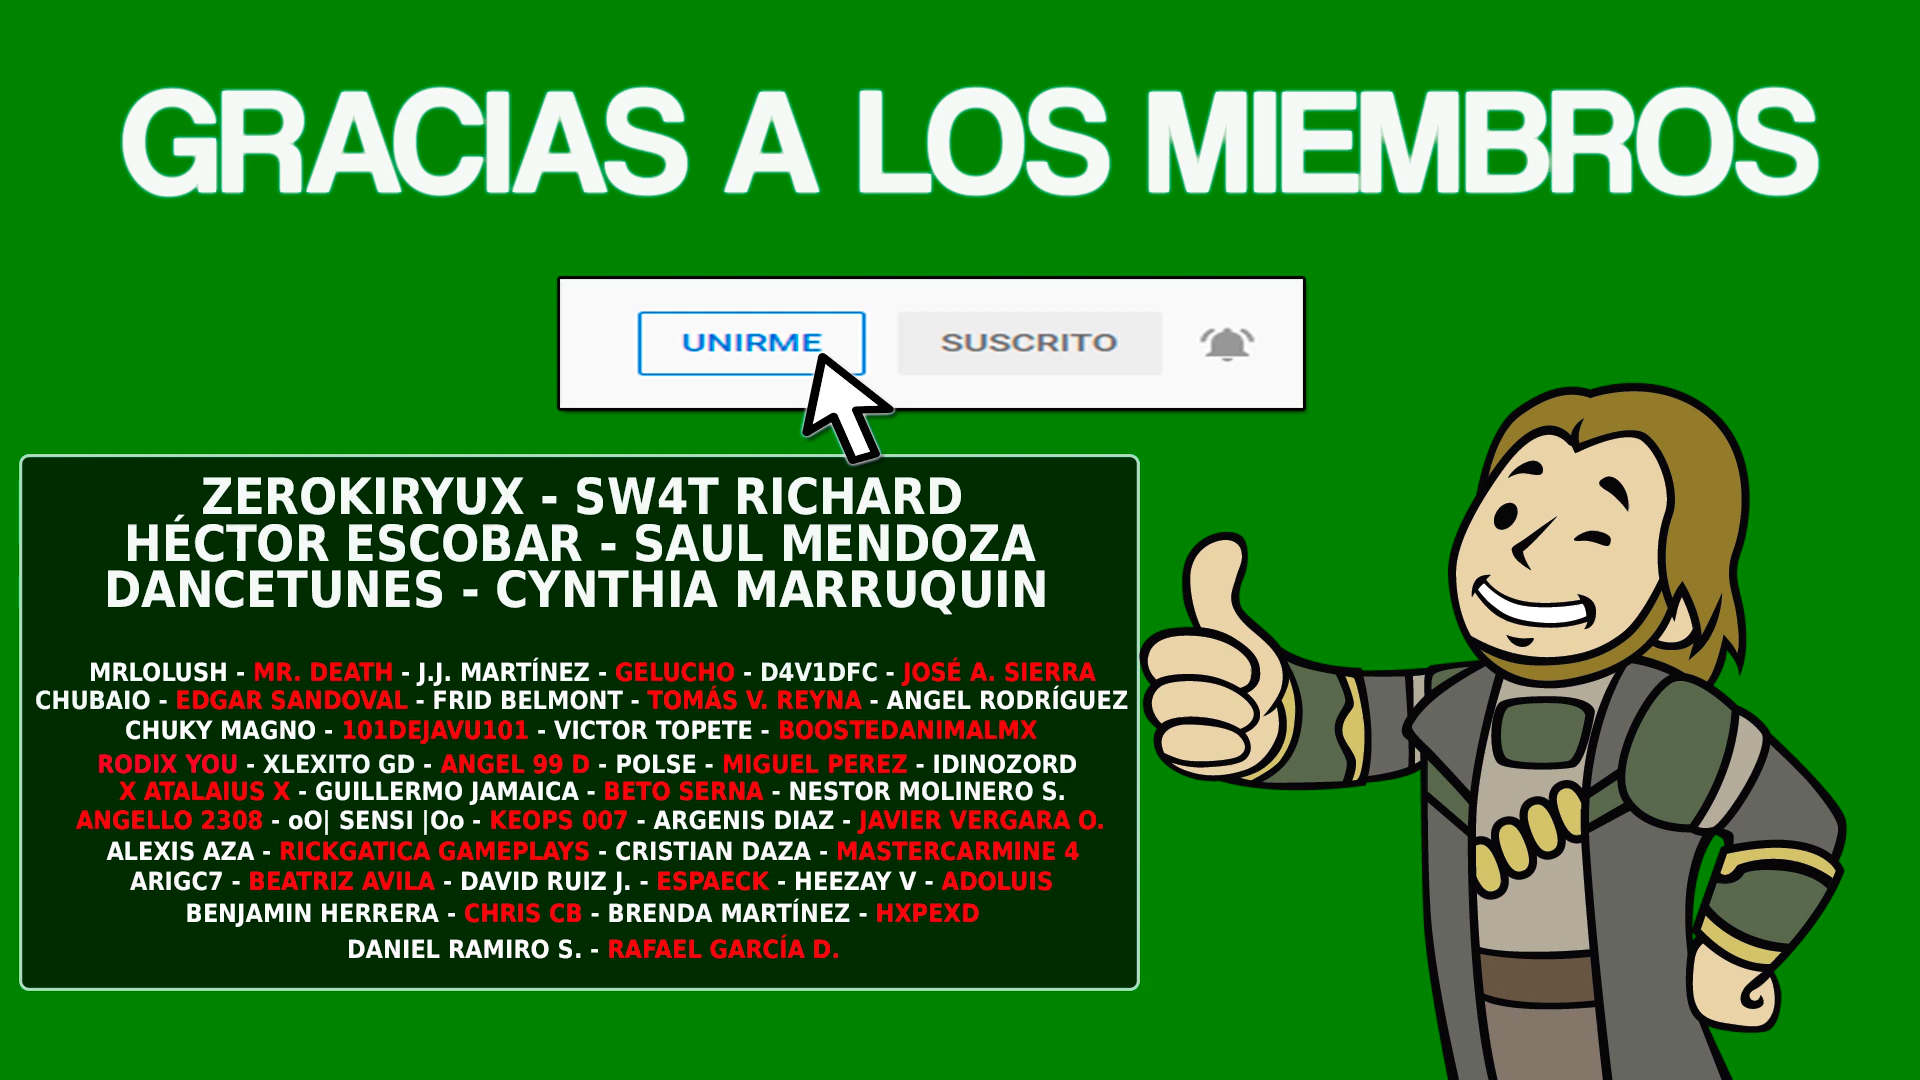 GRACIAS A LOS MIEMBROS
UNIRME SUSCRITO
ZEROKIRYUX - SW4T RICHARD
HÉCTOR ESCOBAR - SAUL MENDOZA
DANCETUNES - CYNTHIA MARRUQUIN
MRLOLUSH - MR. DEATH - J.J. MARTÍNEZ - GELUCHO - D4V1DFC - JOSÉ A. SIERRA
CHUBAIO - EDGAR SANDOVAL - FRID BELMONT - TOMÁS V. REYNA - ANGEL RODRÍGUEZ
CHUKY MAGNO - 101DEJAVU101 - VICTOR TOPETE - BOOSTEDANIMALMX
RODIX YOU - XLEXITO GD - ANGEL 99 D - POLSE - MIGUEL PEREZ - IDINOZORD
X ATALAIUS X - GUILLERMO JAMAICA - BETO SERNA - NESTOR MOLINERO S.
ANGELLO 2308 - oO| SENSI |Oo - KEOPS 007 - ARGENIS DIAZ - JAVIER VERGARA O.
ALEXIS AZA - RICKGATICA GAMEPLAYS - CRISTIAN DAZA - MASTERCARMINE 4
ARIGC7 - BEATRIZ AVILA - DAVID RUIZ J. - ESPAECK - HEEZAY V - ADOLUIS
BENJAMIN HERRERA - CHRIS CB - BRENDA MARTÍNEZ - HXPEXD
DANIEL RAMIRO S. - RAFAEL GARCÍA D.